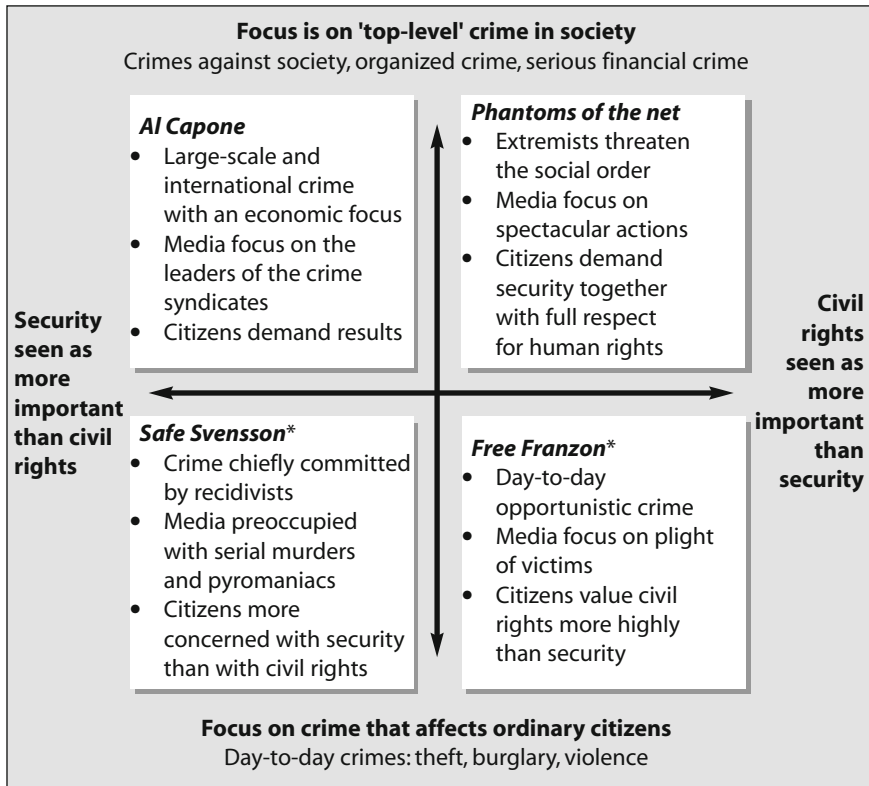 Focus is on 'top-level' crime in society
Crimes against society, organized crime, serious financial crime
Al Capone
• Large-scale and
international crime
with an economic focus
• Media focus on the
leaders of the crime
syndicates
• Citizens demand results
Phantoms of the net
• Extremists threaten
the social order
• Media focus on
spectacular actions
• Citizens demand
security together
with full respect
for human rights
Security
seen as
more
important
than civil
rights
Civil
rights
seen as
more
important
than
security
Safe Svensson*
• Crime chiefly committed
by recidivists
• Media preoccupied
with serial murders
and pyromaniacs
• Citizens more
concerned with security
than with civil rights
Free Franzon*
• Day-to-day
opportunistic crime
• Media focus on plight
of victims
• Citizens value civil
rights more highly
than security
Focus on crime that affects ordinary citizens
Day-to-day crimes: theft, burglary, violence